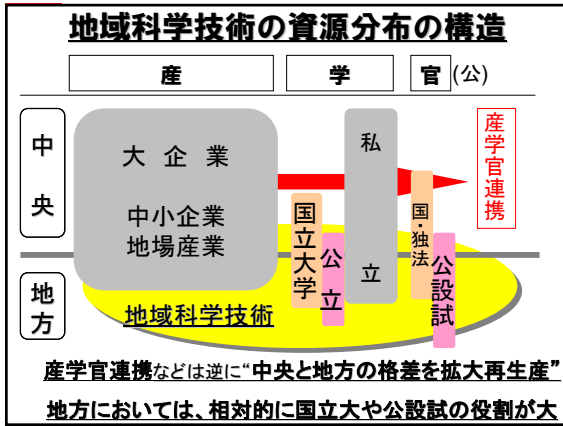 地域科学技術の資源分布の構造
産
学
官(公)
中央
大企業
中小企業
地場産業
国立大学
公立
私立
国・独法
公設試
産学官連携
地方
地域科学技術
産学官連携などは逆に“中央と地方の格差を拡大再生産”
地方においては、相対的に国立大や公設試の役割が大